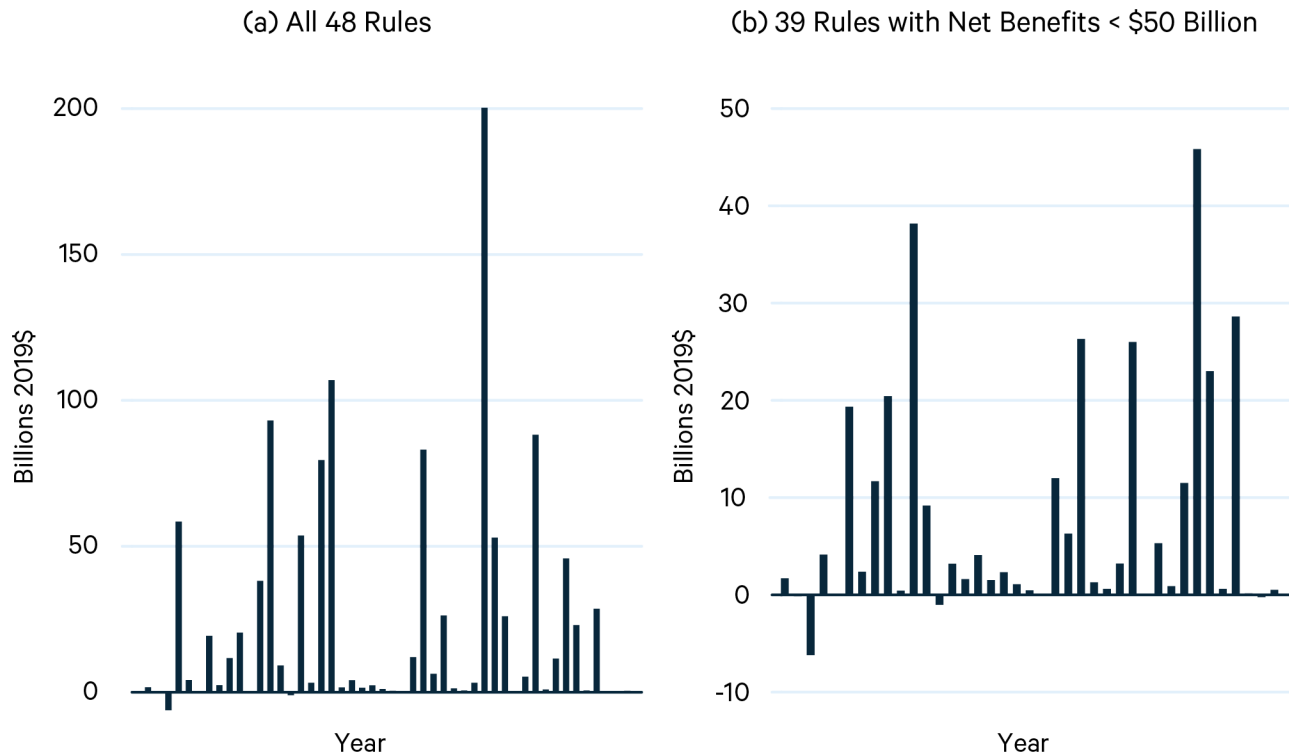 (a) All 48 Rules
200
150
100
50
0
Billions 2019$
Year
(b) 39 Rules with Net Benefits < $50 Billion
50
40
30
20
10
0
-10
Billions 2019$
Year